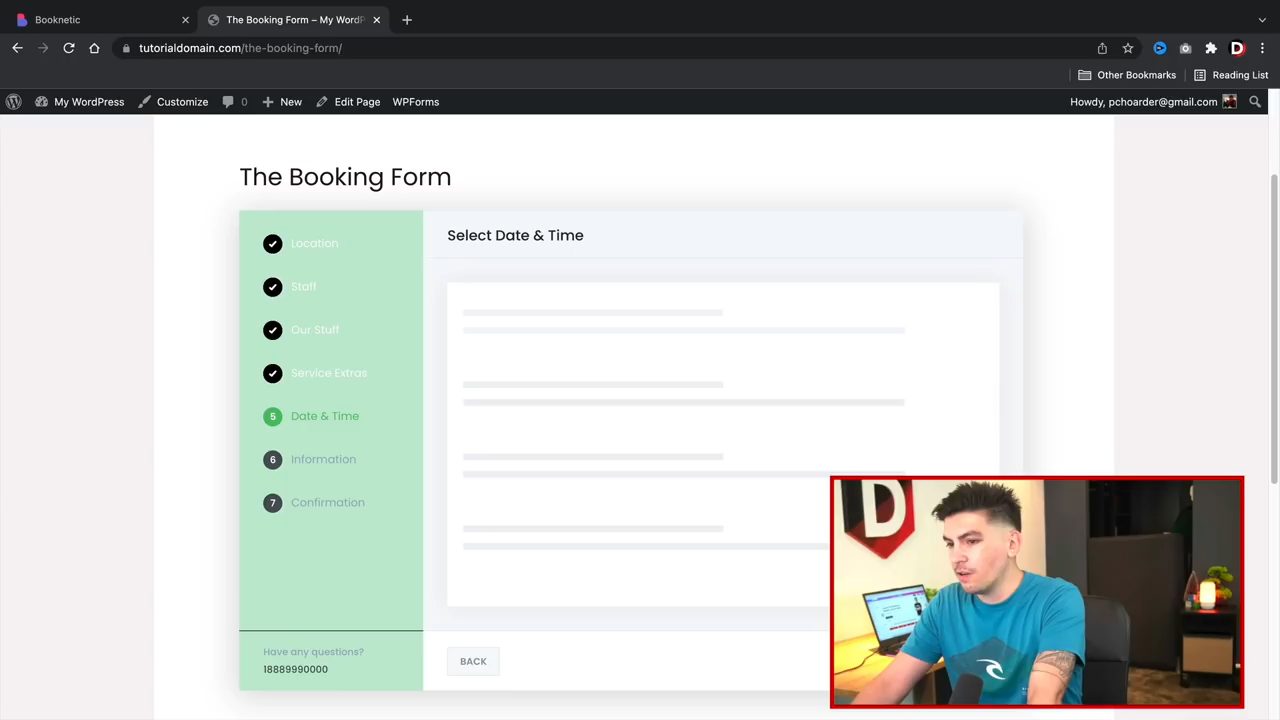 Booknetic
The Booking Form – My WordP
tutorialdomain.com/the-booking-form/
D
Other Bookmarks
Reading List
My WordPress
Customize
0
New
Edit Page
WPForms
Howdy, pchoarder@gmail.com
The Booking Form
Location
Staff
Our Stuff
Service Extras
5 Date & Time
6 Information
7 Confirmation
Have any questions?
18889990000
Select Date & Time
BACK
D